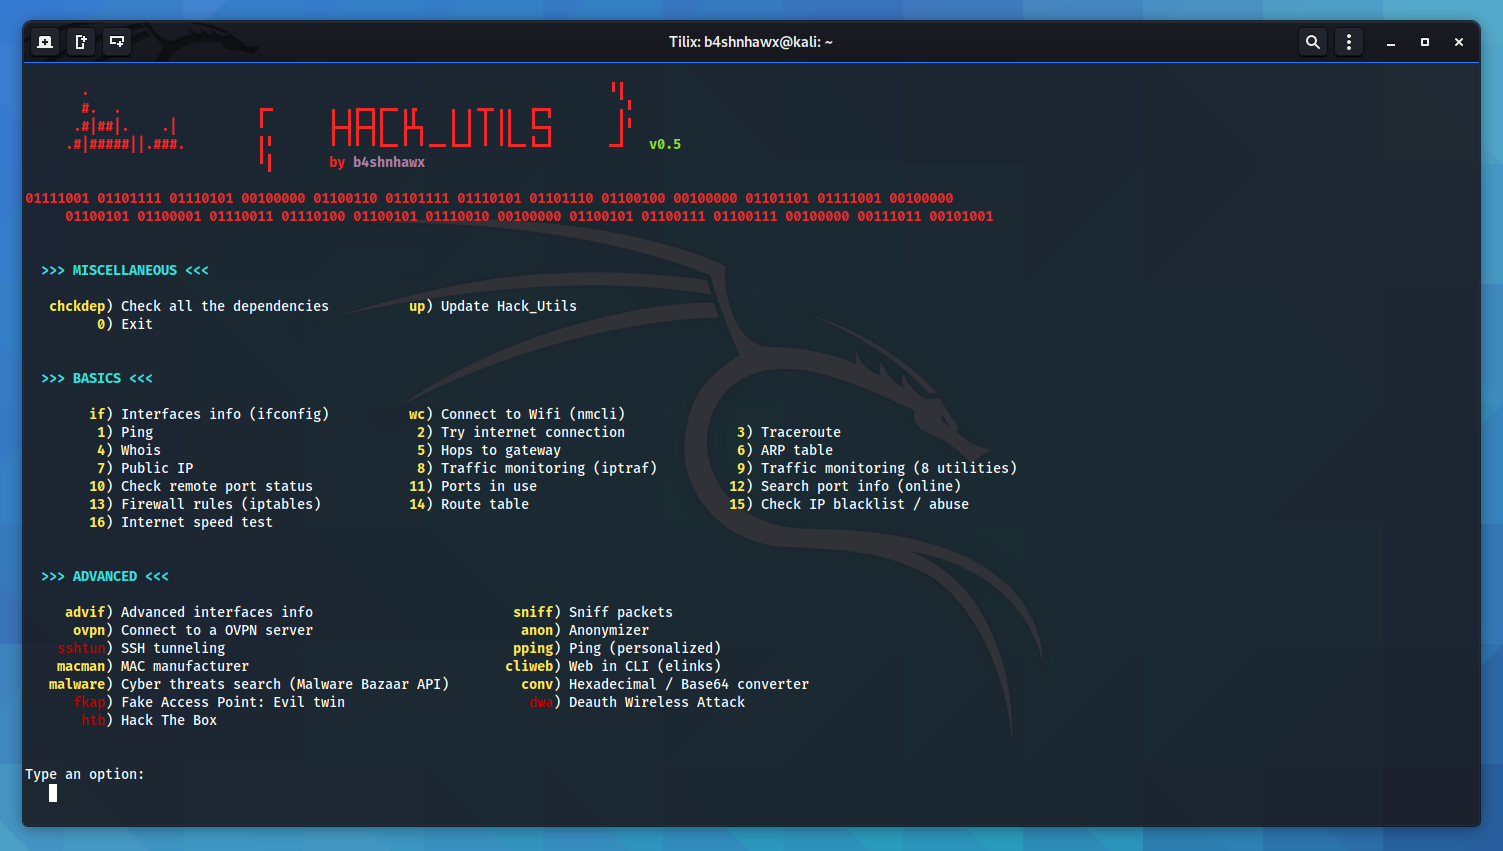 Tilix: b4shnhawx@kali: ~
.
#. .
.#|##|. .|
.#|#####||.###.
HACK_UTILS
v0.5
by b4shnhawx
01111001 01101111 01110101 00100000 01100110 01101111 01110101 01101110 01100100 00100000 01101101 01111001 00100000
01100101 01100001 01110011 01110100 01100101 01110010 00100000 01100101 01100111 01100111 00100000 00111011 00101001
>>> MISCELLANEOUS <<<
chckdep) Check all the dependencies up) Update Hack_Utils
0) Exit
>>> BASICS <<<
if) Interfaces info (ifconfig) wc) Connect to Wifi (nmcli)
1) Ping 2) Try internet connection 3) Traceroute
4) Whois 5) Hops to gateway 6) ARP table
7) Public IP 8) Traffic monitoring (iptraf) 9) Traffic monitoring (8 utilities)
10) Check remote port status 11) Ports in use 12) Search port info (online)
13) Firewall rules (iptables) 14) Route table 15) Check IP blacklist / abuse
16) Internet speed test
>>> ADVANCED <<<
advif) Advanced interfaces info sniff) Sniff packets
ovpn) Connect to a OVPN server anon) Anonymizer
sshtun) SSH tunneling pping) Ping (personalized)
macman) MAC manufacturer cliweb) Web in CLI (elinks)
malware) Cyber threats search (Malware Bazaar API) conv) Hexadecimal / Base64 converter
fkap) Fake Access Point: Evil twin dwa) Deauth Wireless Attack
htb) Hack The Box
Type an option: